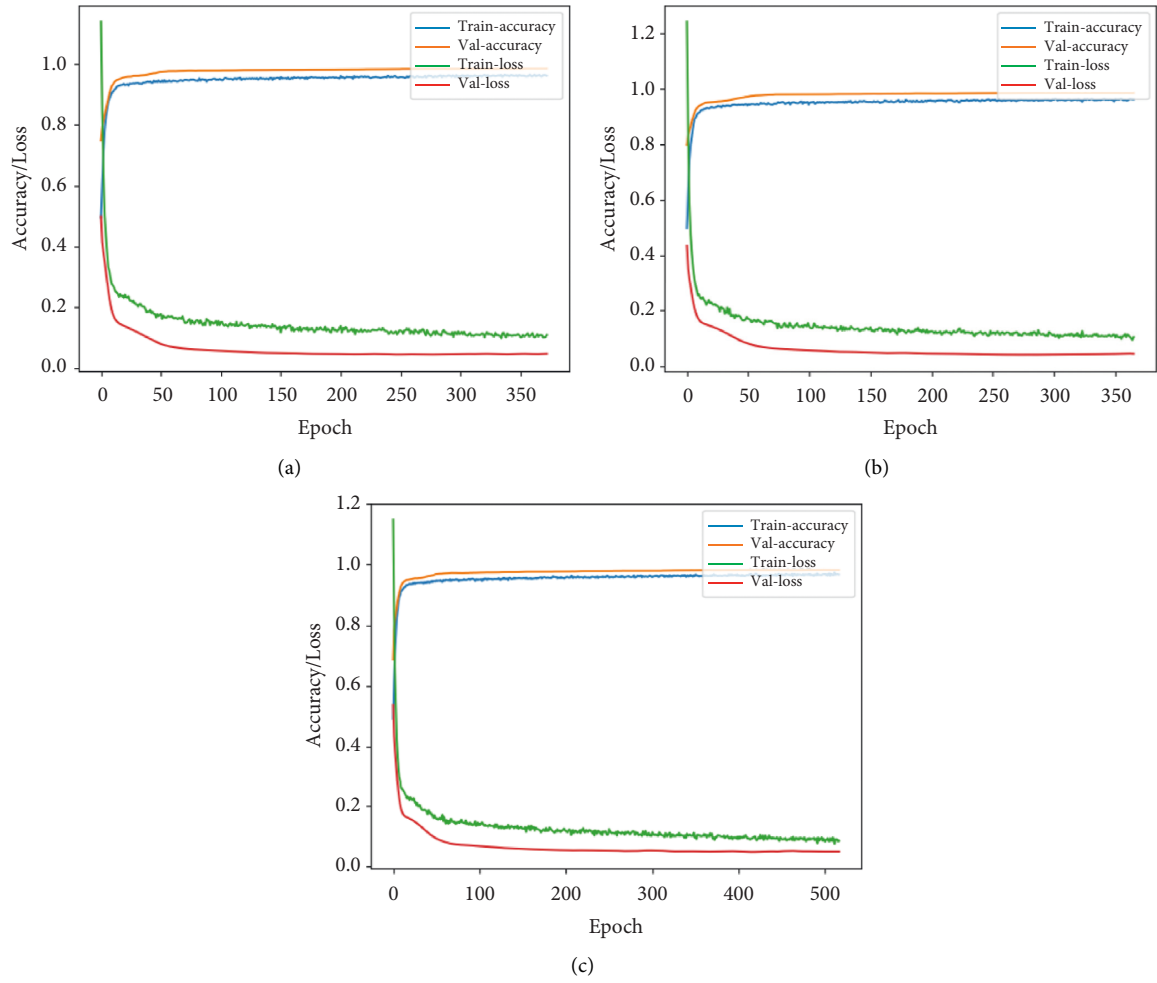 Train-accuracy
Val-accuracy
Train-loss
Val-loss
1.0
0.8
0.6
0.4
0.2
0.0
Accuracy/Loss
0 50 100 150 200 250 300 350
Epoch
(a)
Train-accuracy
Val-accuracy
Train-loss
Val-loss
1.2
1.0
0.8
0.6
0.4
0.2
0.0
Accuracy/Loss
0 50 100 150 200 250 300 350
Epoch
(b)
Train-accuracy
Val-accuracy
Train-loss
Val-loss
1.2
1.0
0.8
0.6
0.4
0.2
0.0
Accuracy/Loss
0 100 200 300 400 500
Epoch
(c)